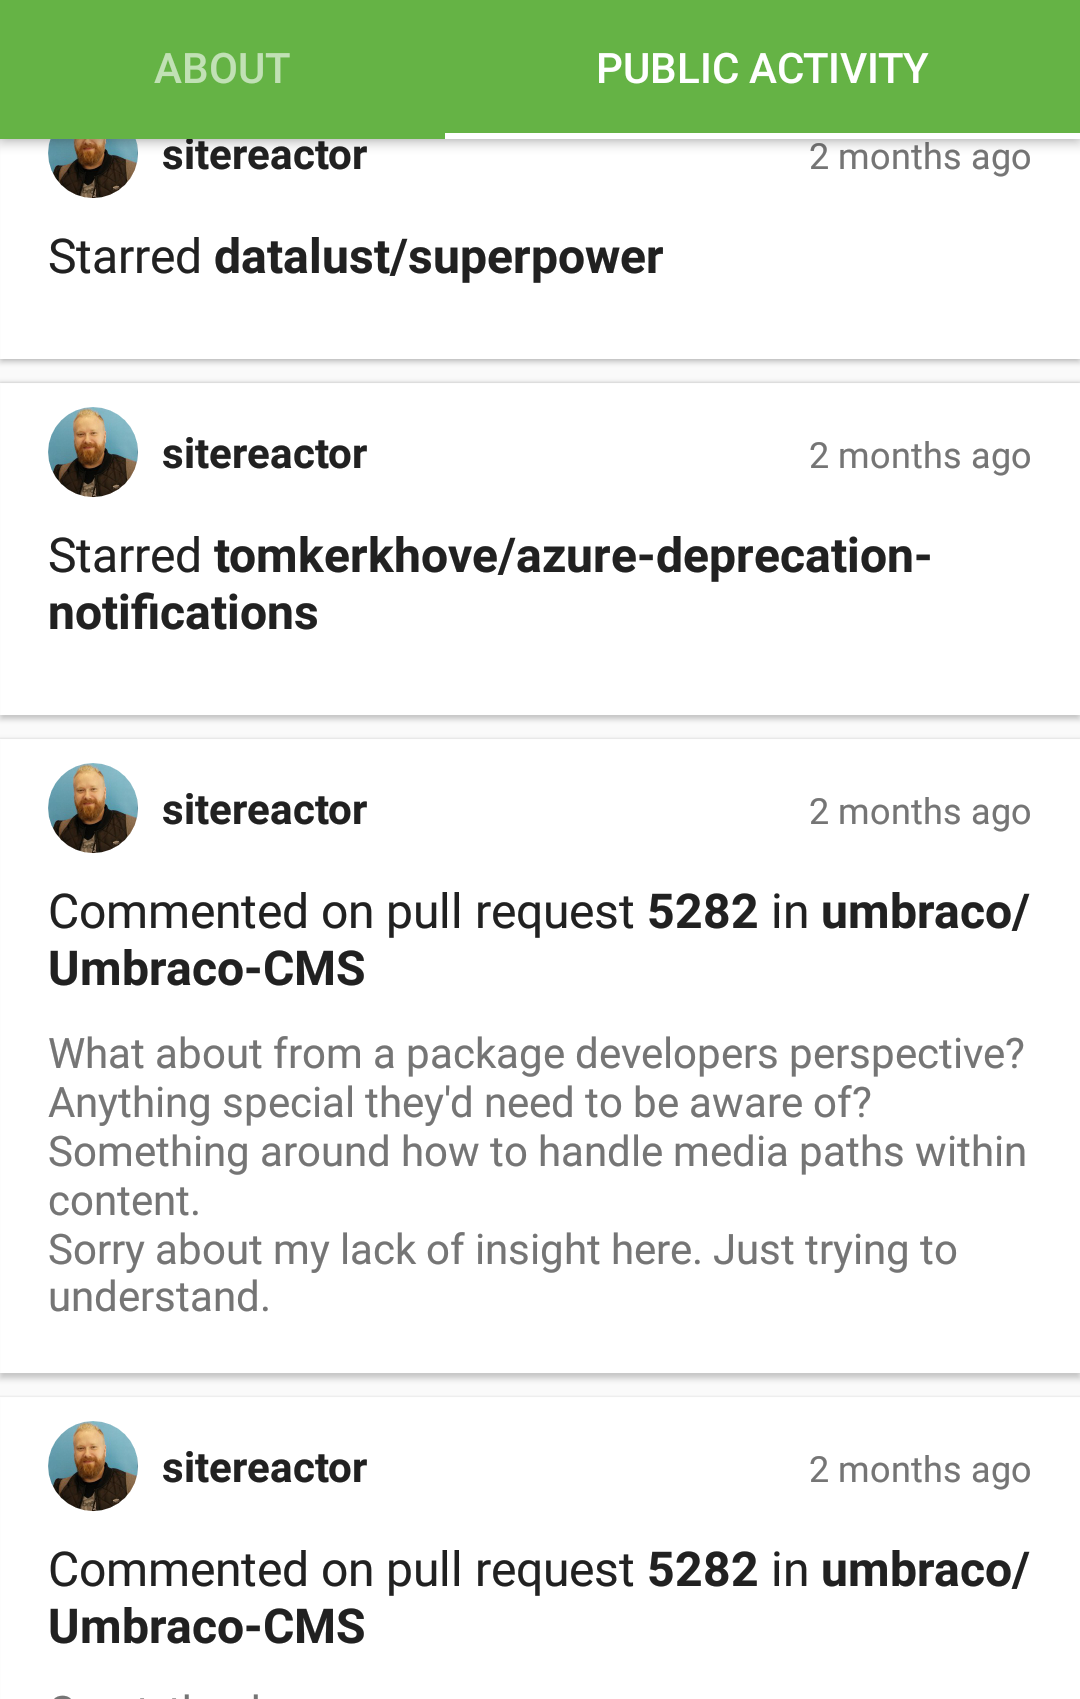 ABOUT
PUBLIC ACTIVITY
sitereactor
2 months ago
Starred datalust/superpower
sitereactor
2 months ago
Starred tomkerkhove/azure-deprecation-
notifications
sitereactor
2 months ago
Commented on pull request 5282 in umbraco/
Umbraco-CMS
What about from a package developers perspective?
Anything special they'd need to be aware of?
Something around how to handle media paths within
content.
Sorry about my lack of insight here. Just trying to
understand.
sitereactor
2 months ago
Commented on pull request 5282 in umbraco/
Umbraco-CMS